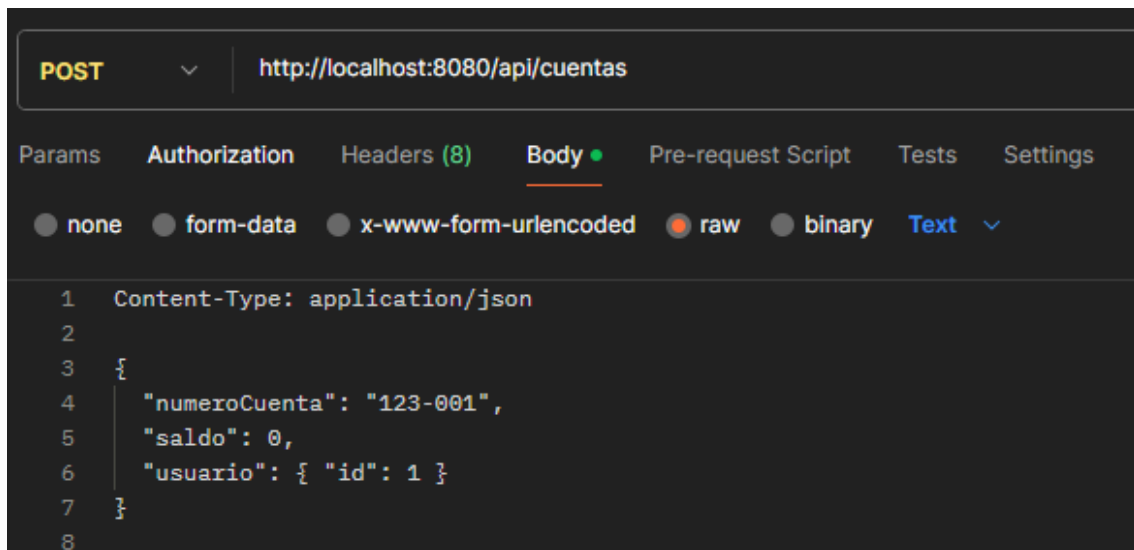 POST http://localhost:8080/api/cuentas
Params Authorization Headers (8) Body Pre-request Script Tests Settings
none form-data x-www-form-urlencoded raw binary Text
1 Content-Type: application/json
2
3 {
4 "numeroCuenta": "123-001",
5 "saldo": 0,
6 "usuario": { "id": 1 }
7 }
8